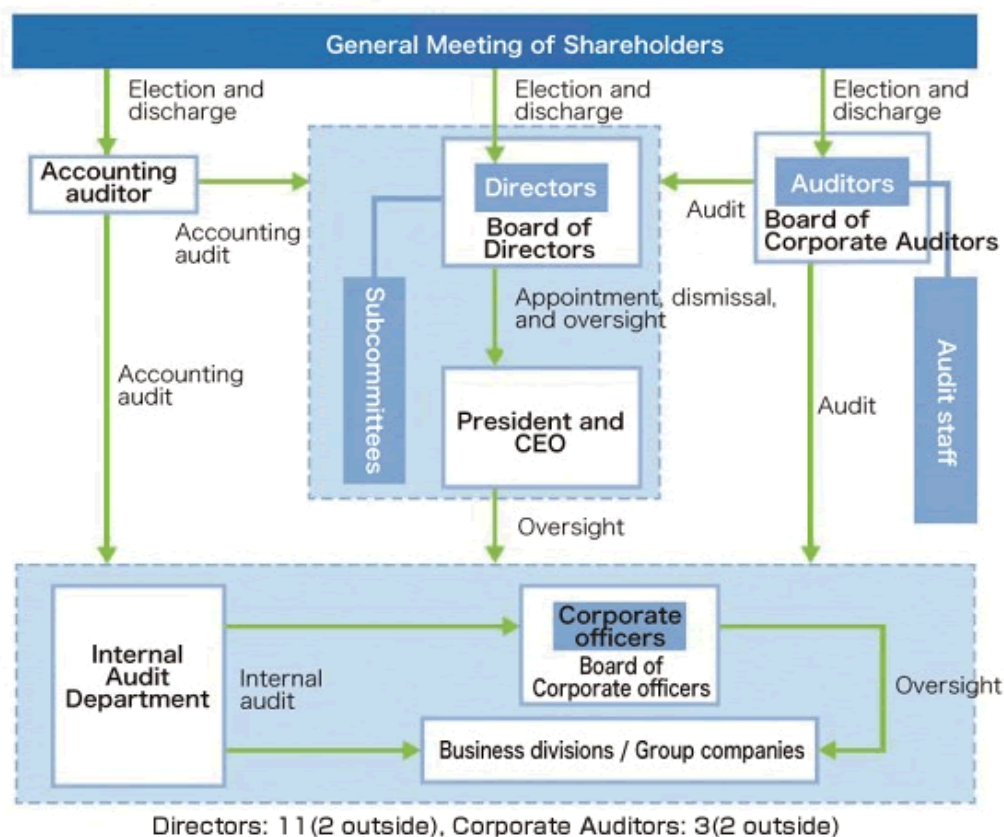 General Meeting of Shareholders
Election and
discharge
Election and
discharge
Election and
discharge
Accounting
auditor
Directors
Board of
Directors
Auditors
Board of
Corporate Auditors
Accounting
audit
Audit
Subcommittees
Appointment, dismissal,
and oversight
Audit staff
Accounting
audit
President and
CEO
Audit
Oversight
Internal
Audit
Department
Internal
audit
Corporate
officers
Board of
Corporate officers
Oversight
Business divisions / Group companies
Directors: 11(2 outside), Corporate Auditors: 3(2 outside)